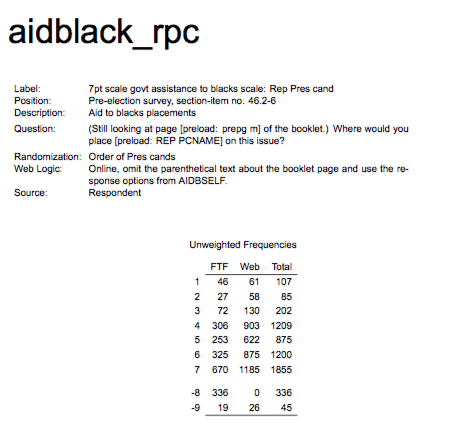 aidblack_rpc
Label: 7pt scale govt assistance to blacks scale: Rep Pres cand
Position: Pre-election survey, section-item no. 46.2-6
Description: Aid to blacks placements
Question: (Still looking at page [preload: prepg m] of the booklet.) Where would you
place [preload: REP PCNAME] on this issue?
Randomization: Order of Pres cands
Web Logic: Online, omit the parenthetical text about the booklet page and use the re-
sponse options from AIDBSELF.
Source: Respondent
Unweighted Frequencies
FTF Web Total
1 46 61 107
2 27 58 85
3 72 130 202
4 306 903 1209
5 253 622 875
6 325 875 1200
7 670 1185 1855
-8 336 0 336
-9 19 26 45